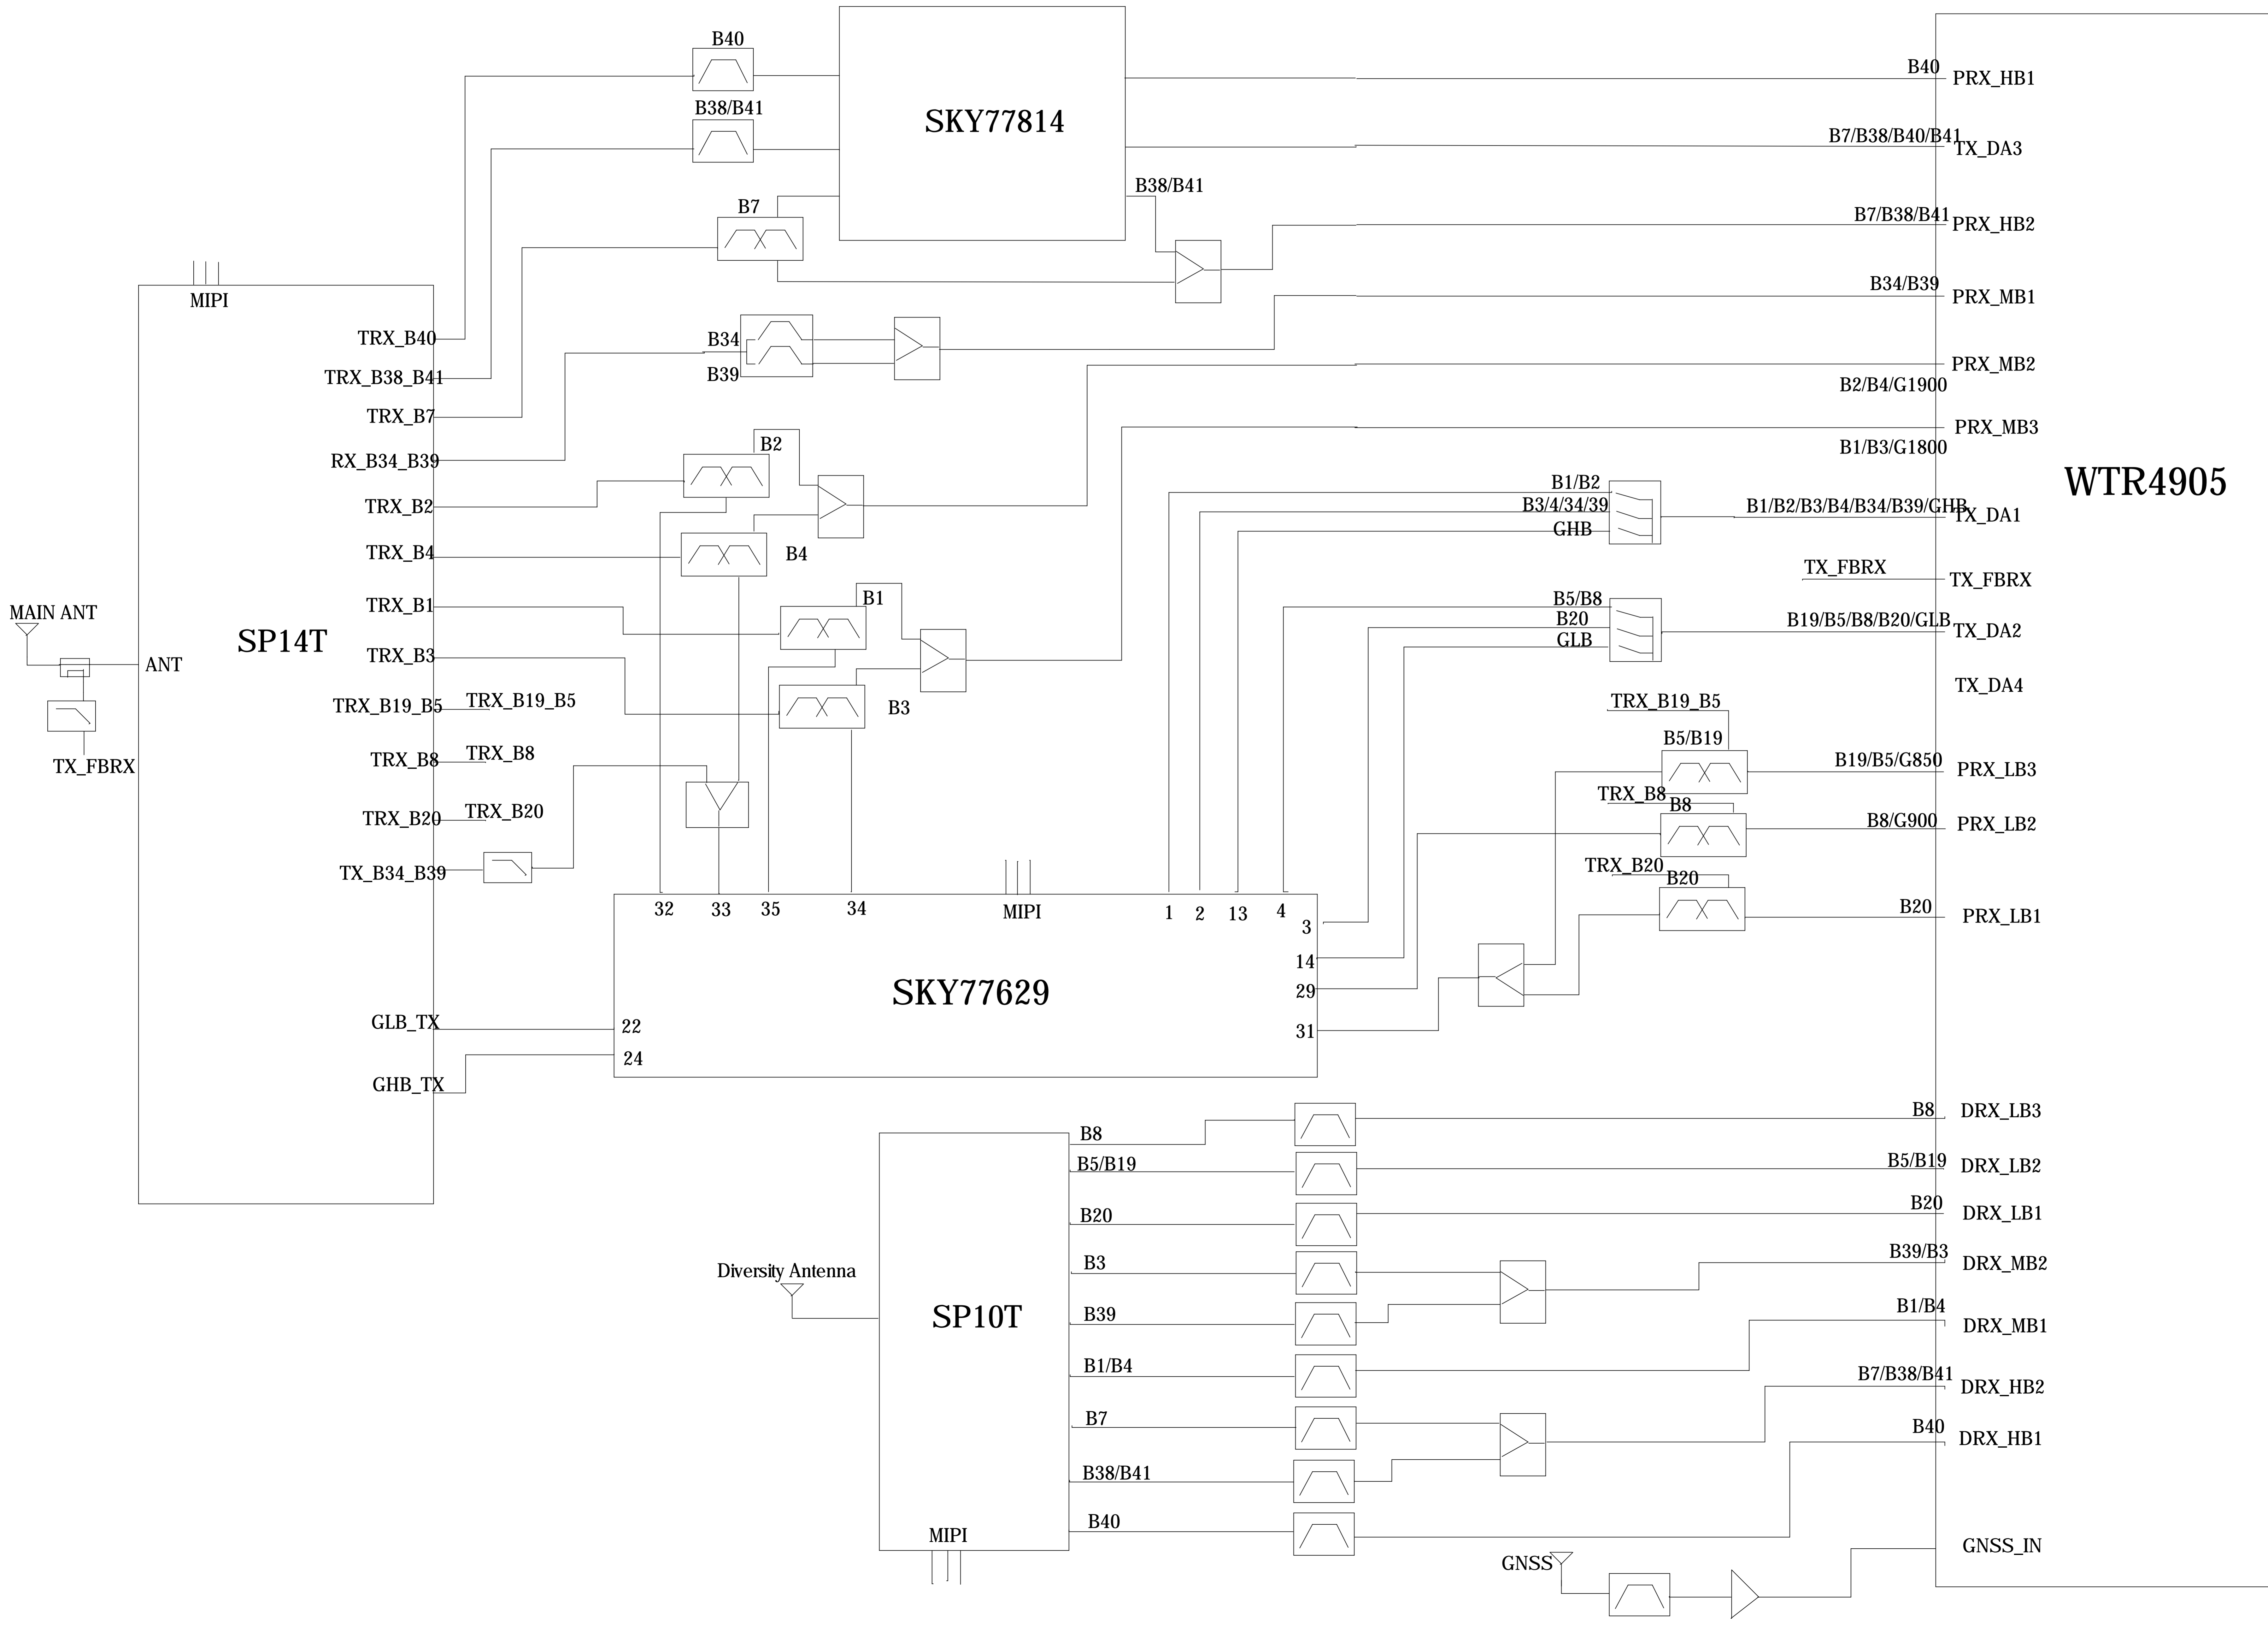 B40
B40
PRX_HB1
B38/B41
SKY77814
B7/B38/B40/B41
TX_DA3
B38/B41
B7
B7/B38/B41
PRX_HB2
B34/B39
PRX_MB1
MIPI
TRX_B40
B34
B39
PRX_MB2
B2/B4/G1900
TRX_B38_B41
TRX_B7
PRX_MB3
B1/B3/G1800
RX_B34_B39
B2
WTR4905
TRX_B2
B1/B2
B3/4/34/39
GHB
B1/B2/B3/B4/B34/B39/GHB
TX_DA1
TRX_B4
B4
TX_FBRX
TX_FBRX
TRX_B1
B1
MAIN ANT
SP14T
B5/B8
B20
GLB
B19/B5/B8/B20/GLB
TX_DA2
ANT
TRX_B3
TX_DA4
TRX_B19_B5
TRX_B19_B5
B3
TRX_B19_B5
B5/B19
TX_FBRX
TRX_B8
TRX_B8
B19/B5/G850
PRX_LB3
TRX_B8
B8
TRX_B20
TRX_B20
B8/G900
PRX_LB2
TX_B34_B39
TRX_B20
B20
32
33
35
34
MIPI
1
2
13
4
3
B20
PRX_LB1
14
SKY77629
29
31
GLB_TX
22
24
GHB_TX
B8
DRX_LB3
B8
B5/B19
B5/B19
DRX_LB2
B20
B20
DRX_LB1
Diversity Antenna
B3
B39/B3
DRX_MB2
SP10T
B39
B1/B4
DRX_MB1
B1/B4
B7/B38/B41
DRX_HB2
B7
B40
DRX_HB1
B38/B41
B40
MIPI
GNSS
GNSS_IN